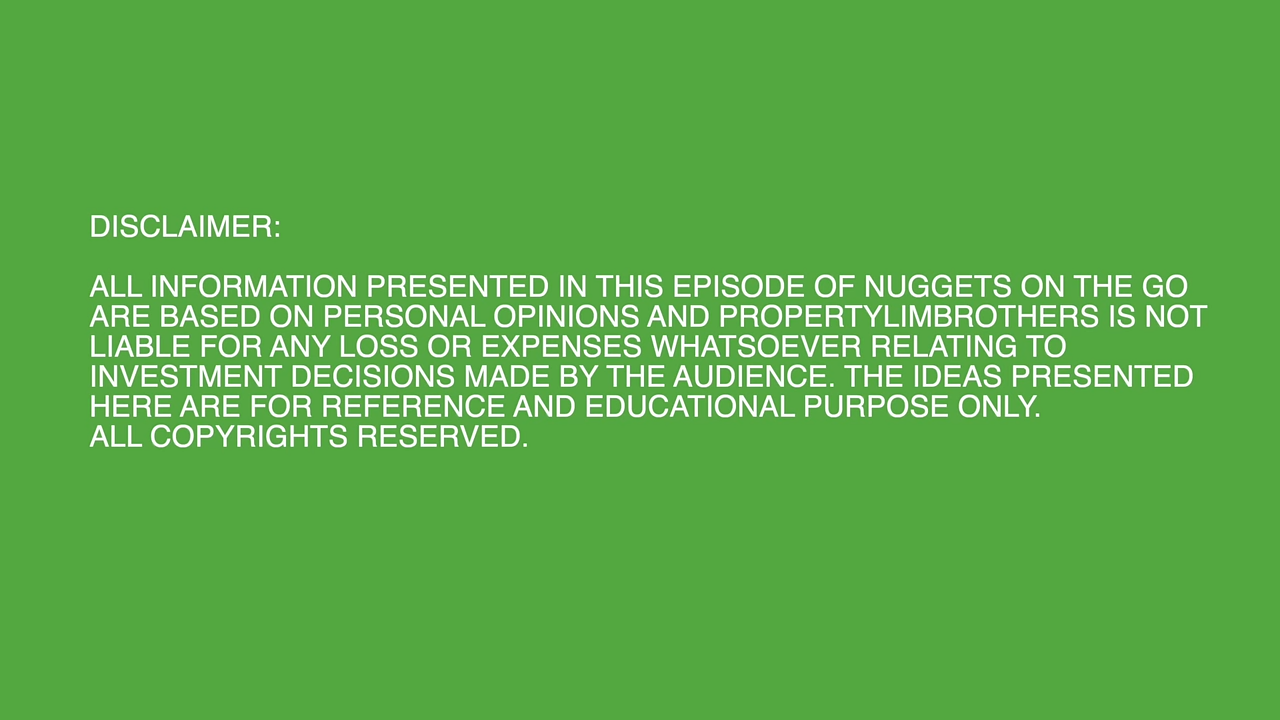 DISCLAIMER:
ALL INFORMATION PRESENTED IN THIS EPISODE OF NUGGETS ON THE GO
ARE BASED ON PERSONAL OPINIONS AND PROPERTYLIMBROTHERS IS NOT
LIABLE FOR ANY LOSS OR EXPENSES WHATSOEVER RELATING TO
INVESTMENT DECISIONS MADE BY THE AUDIENCE. THE IDEAS PRESENTED
HERE ARE FOR REFERENCE AND EDUCATIONAL PURPOSE ONLY.
ALL COPYRIGHTS RESERVED.